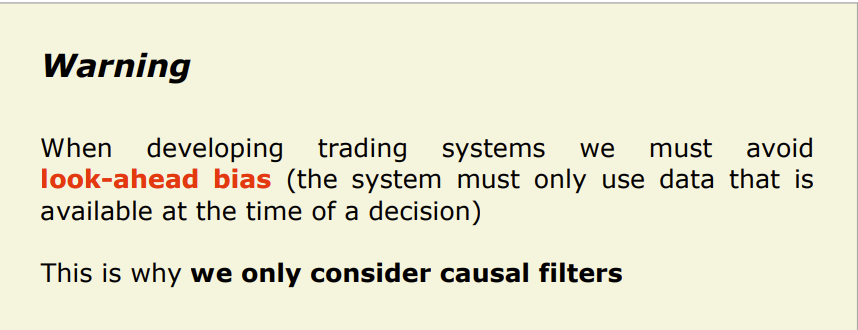 Warning
When developing trading systems we must avoid
look-ahead bias (the system must only use data that is
available at the time of a decision)
This is why we only consider causal filters